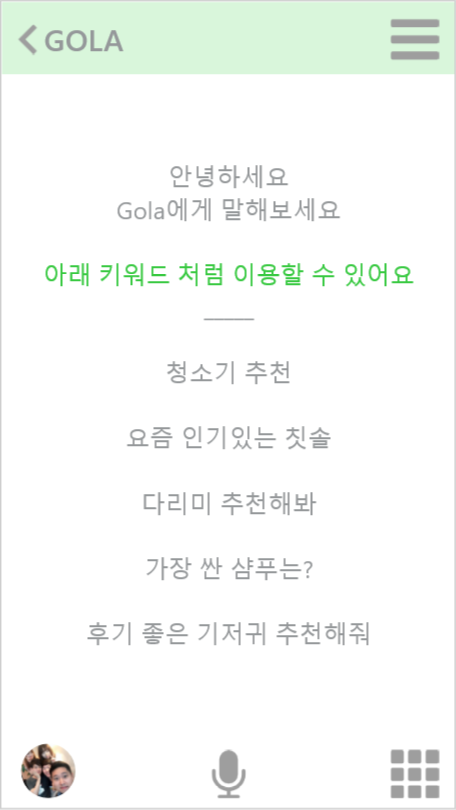 GOLA
안녕하세요
Gola에게 말해보세요
아래 키워드 처럼 이용할 수 있어요
청소기 추천
요즘 인기있는 칫솔
다리미 추천해봐
가장 싼 샴푸는?
후기 좋은 기저귀 추천해줘